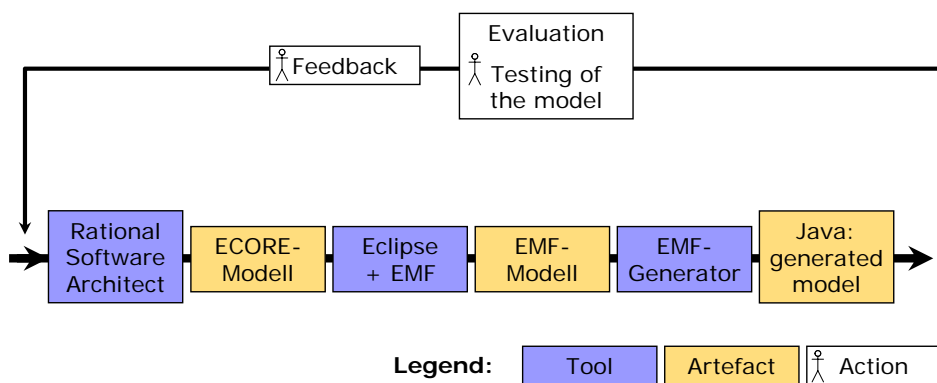 Evaluation
Testing of
the model
Feedback
Rational
Software
Architect
ECORE-
Modell
Eclipse
+ EMF
EMF-
Modell
EMF-
Generator
Java:
generated
model
Legend:
Tool
Artefact
Action